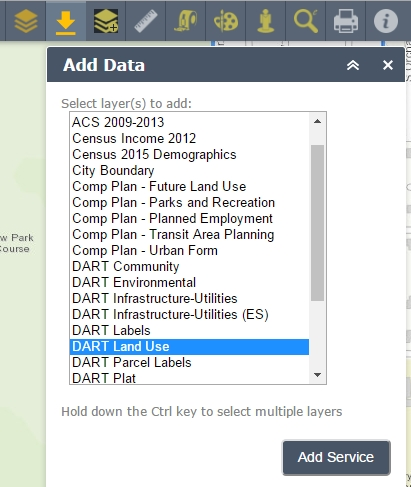 Add Data
Select layer(s) to add:
ACS 2009-2013
Census Income 2012
Census 2015 Demographics
City Boundary
Comp Plan - Future Land Use
Comp Plan - Parks and Recreation
Comp Plan - Planned Employment
Comp Plan - Transit Area Planning
Comp Plan - Urban Form
DART Community
DART Environmental
DART Infrastructure-Utilities
DART Infrastructure-Utilities (ES)
DART Labels
DART Land Use
DART Parcel Labels
DART Plat
w Park
Course
Hold down the Ctrl key to select multiple layers
Add Service